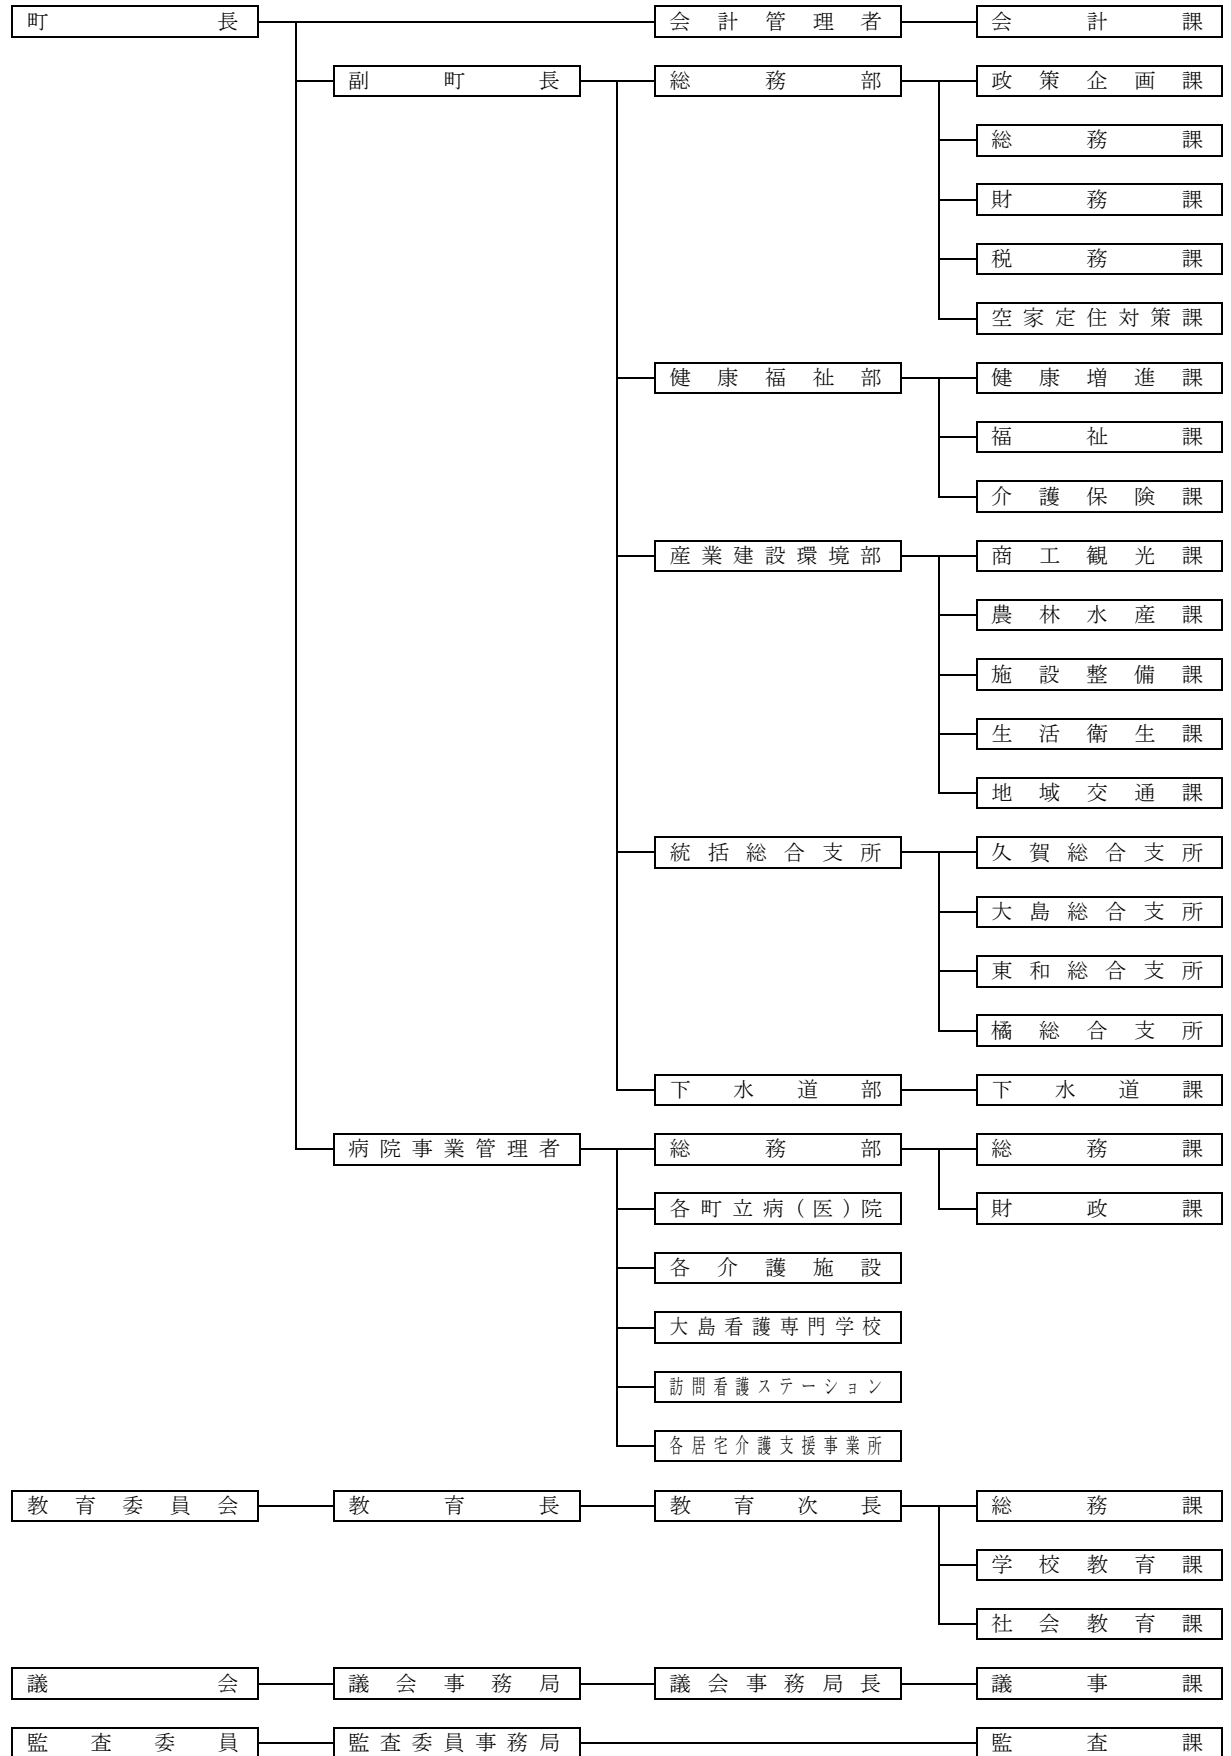 町長 会計管理者 会計課
副町長 総務部 政策企画課
総務課
財務課
税務課
空家定住対策課
健康福祉部 健康増進課
福祉課
介護保険課
産業建設環境部 商工観光課
農林水産課
施設整備課
生活衛生課
地域交通課
統括総合支所 久賀総合支所
大島総合支所
東和総合支所
橘総合支所
下水道部 下水道課
病院事業管理者 総務部 総務課
各町立病(医)院 財政課
各介護施設
大島看護専門学校
訪問看護ステーション
各居宅介護支援事業所
教育委員会 教育長 教育次長 総務課
学校教育課
社会教育課
議会 議会事務局 議会事務局長 議事課
監査委員 監査委員事務局 監査課